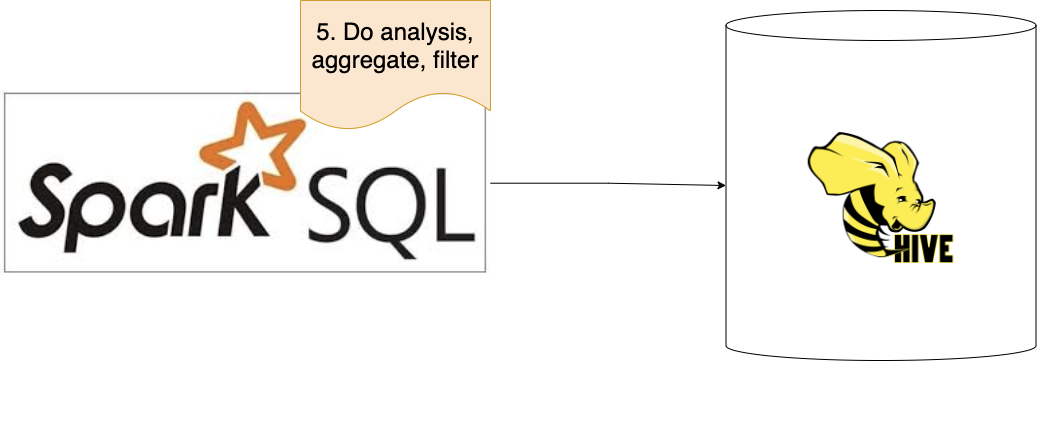 5. Do analysis,
aggregate, filter
Spark SQL
HIVE